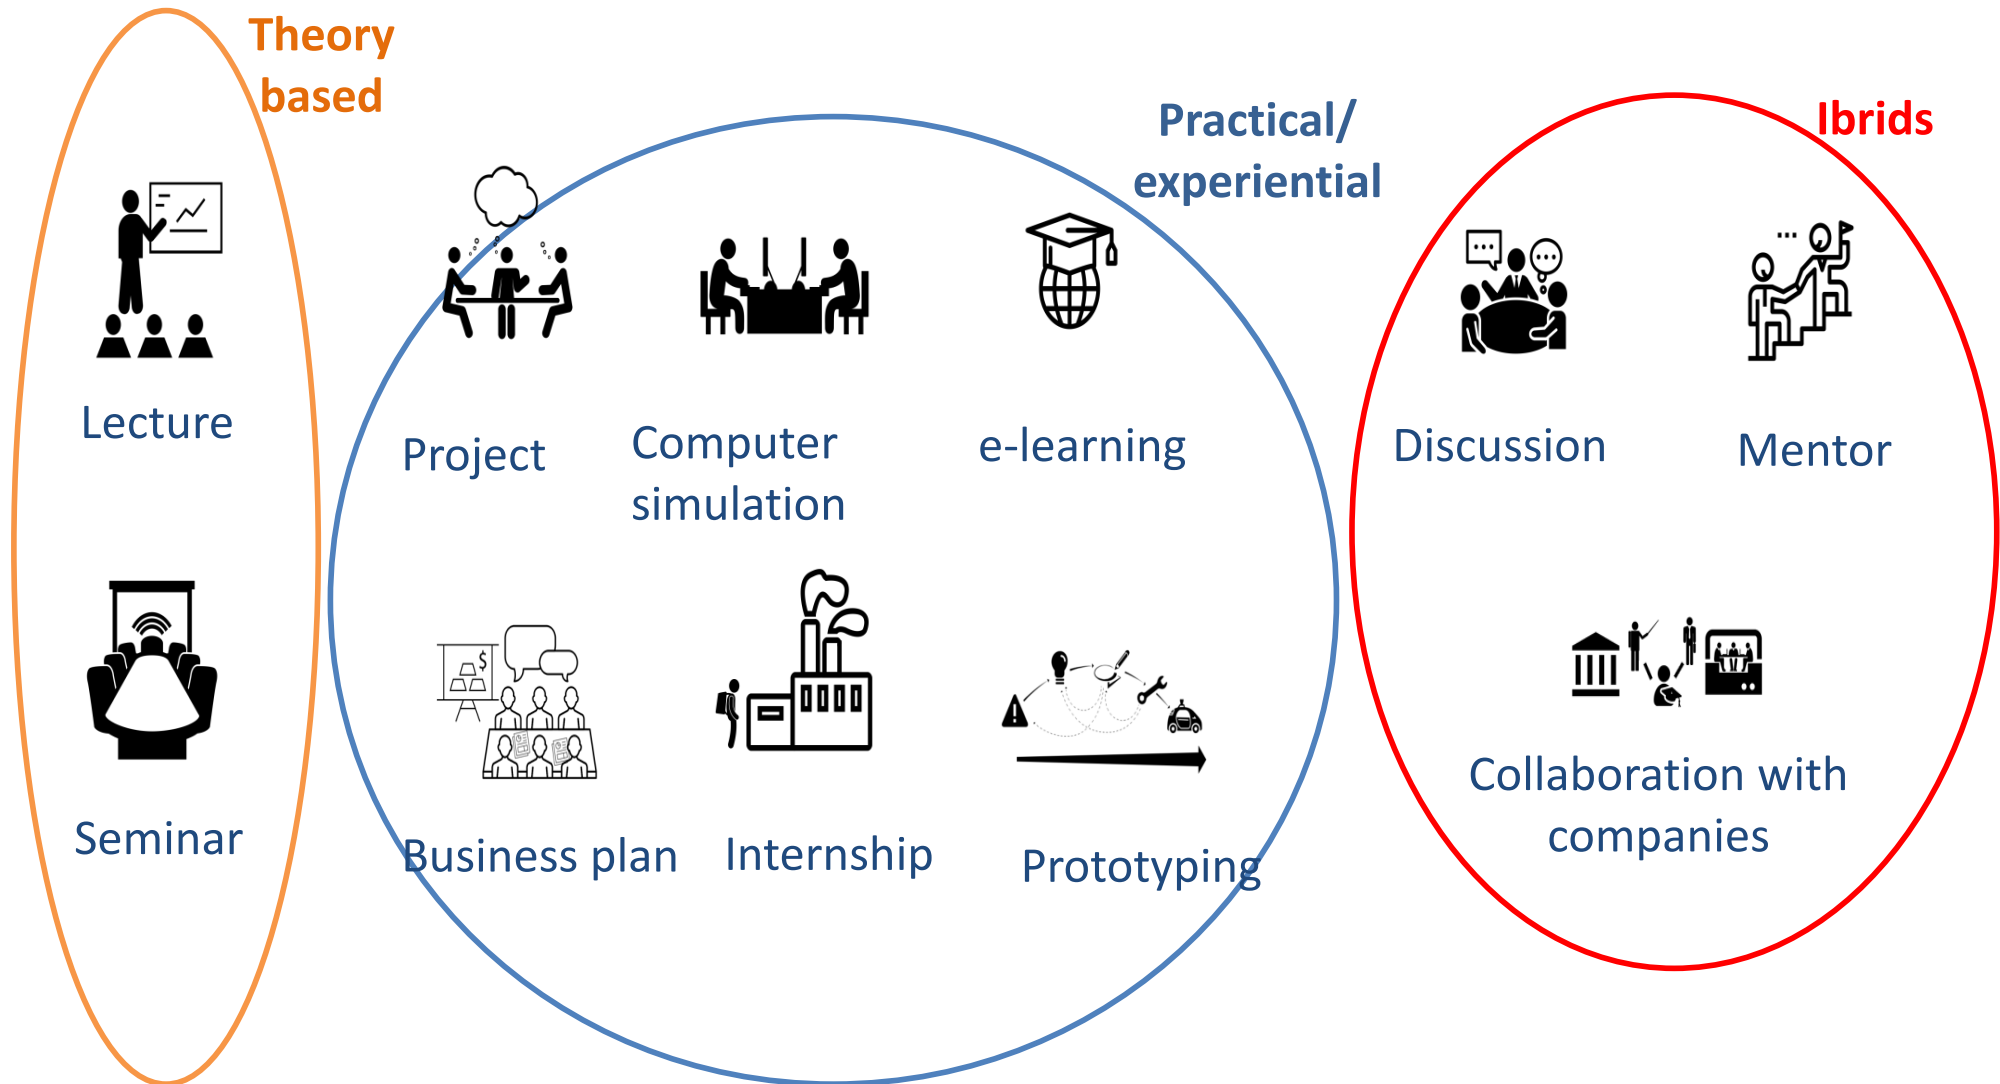 Theory
based
Lecture
Seminar
Practical/
experiential
Project
Computer
simulation
e-learning
$
Business plan
Internship
Prototyping
Ibrids
Discussion
Mentor
Collaboration with
companies